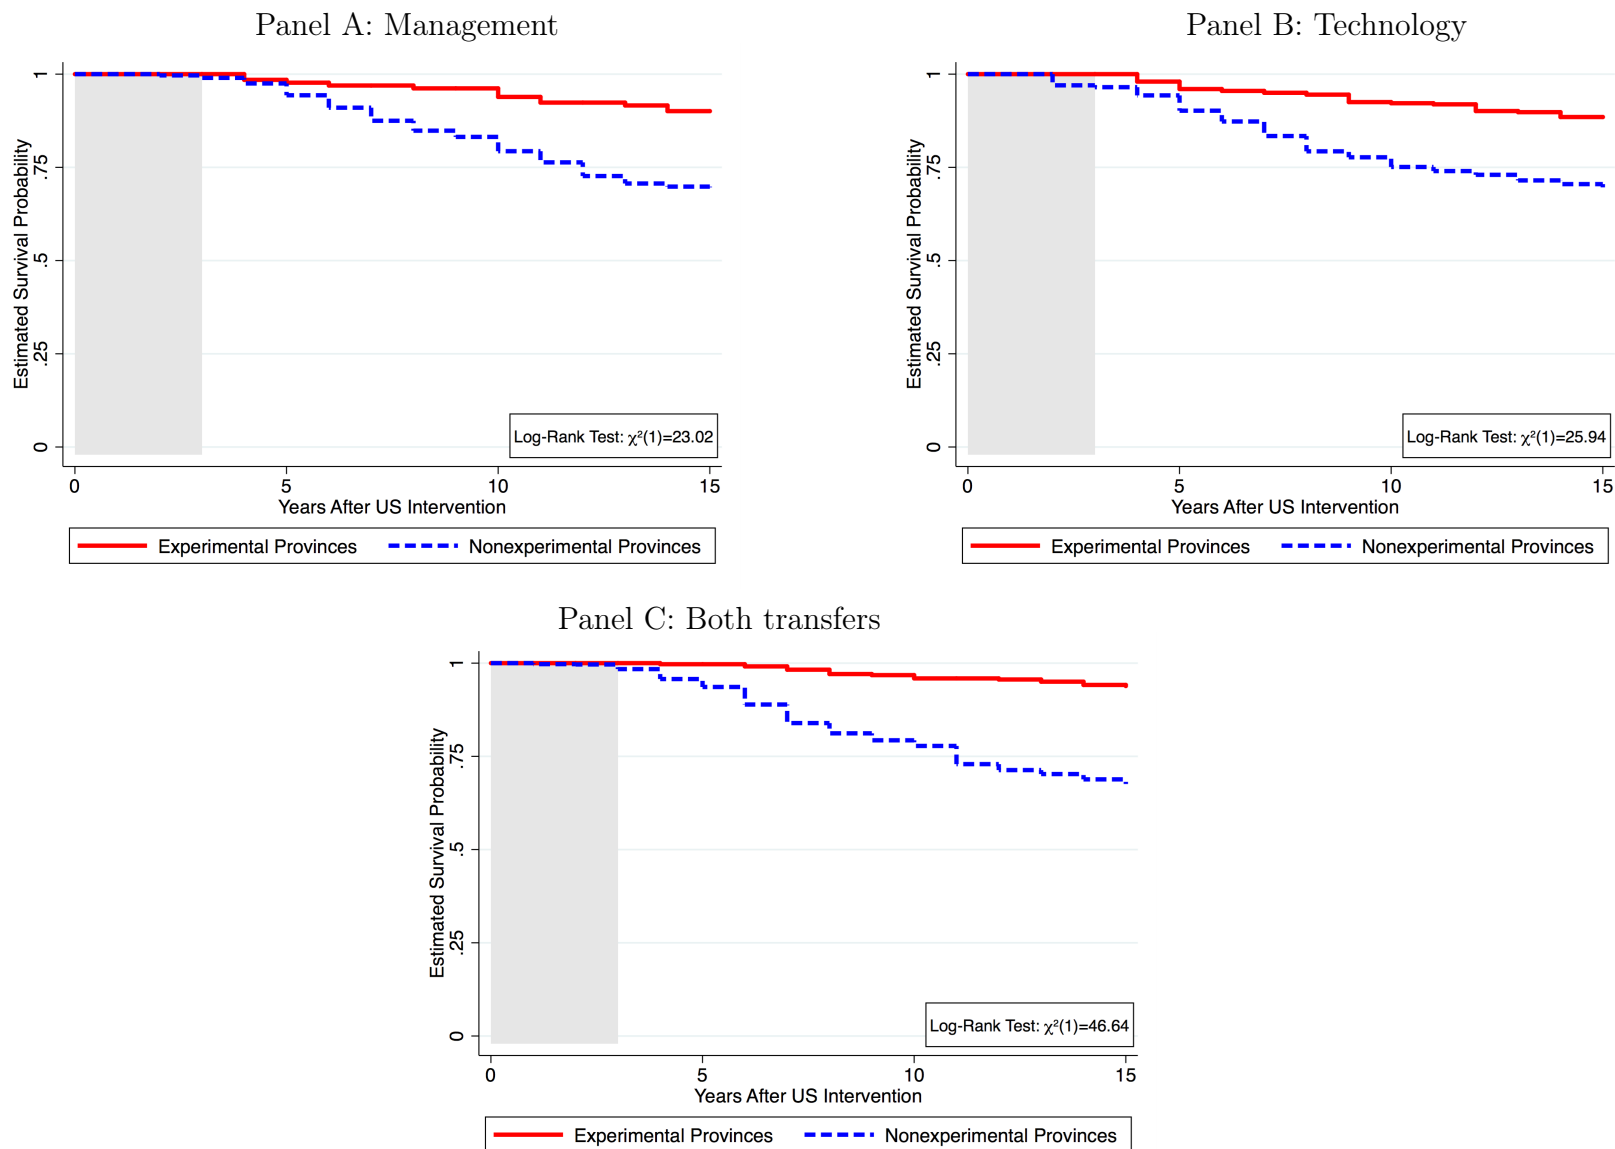 Panel A: Management
Estimated Survival Probability
1
.75
.5
.25
0
Log-Rank Test: χ²(1)=23.02
0 5 10 15
Years After US Intervention
Experimental Provinces Nonexperimental Provinces
Panel B: Technology
Estimated Survival Probability
1
.75
.5
.25
0
Log-Rank Test: χ²(1)=25.94
0 5 10 15
Years After US Intervention
Experimental Provinces Nonexperimental Provinces
Panel C: Both transfers
Estimated Survival Probability
1
.75
.5
.25
0
Log-Rank Test: χ²(1)=46.64
0 5 10 15
Years After US Intervention
Experimental Provinces Nonexperimental Provinces